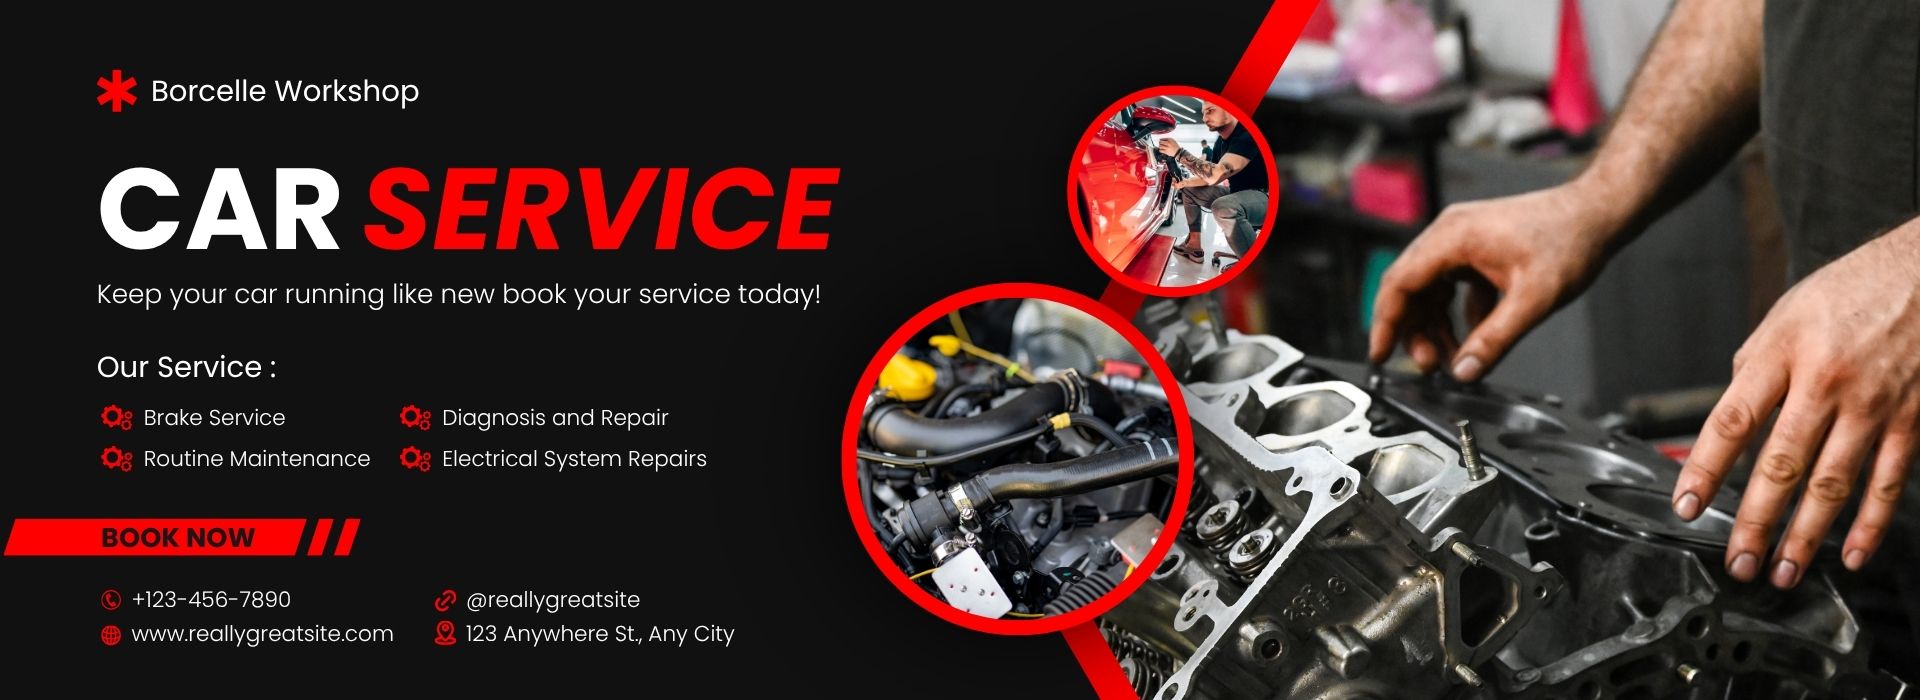 Borcelle Workshop
CAR SERVICE
Keep your car running like new book your service today!
Our Service :
Brake Service
Diagnosis and Repair
Routine Maintenance
Electrical System Repairs
BOOK NOW
+123-456-7890
@reallygreatsite
www.reallygreatsite.com
123 Anywhere St., Any City